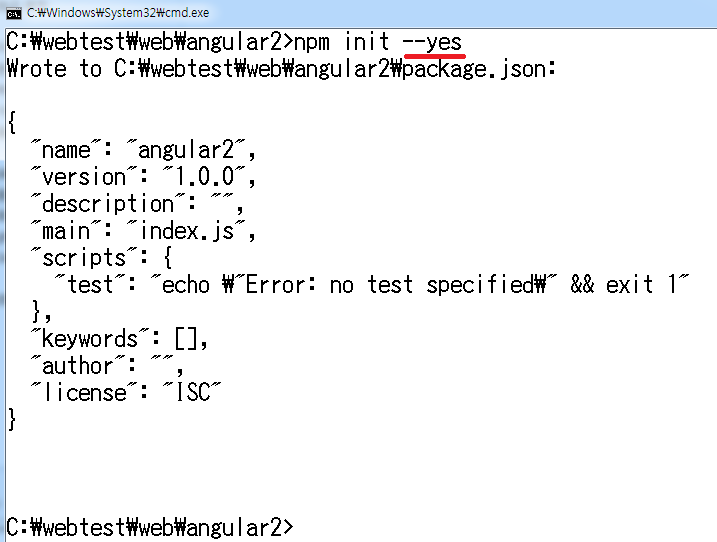 C:₩Windows₩System32₩cmd.exe
C:₩webtest₩web₩angular2>npm init --yes
Wrote to C:₩webtest₩web₩angular2₩package.json:
{
"name": "angular2",
"version": "1.0.0",
"description": "",
"main": "index.js",
"scripts": {
"test": "echo ₩"Error: no test specified₩" && exit 1"
},
"keywords": [],
"author": "",
"license": "ISC"
}
C:₩webtest₩web₩angular2>